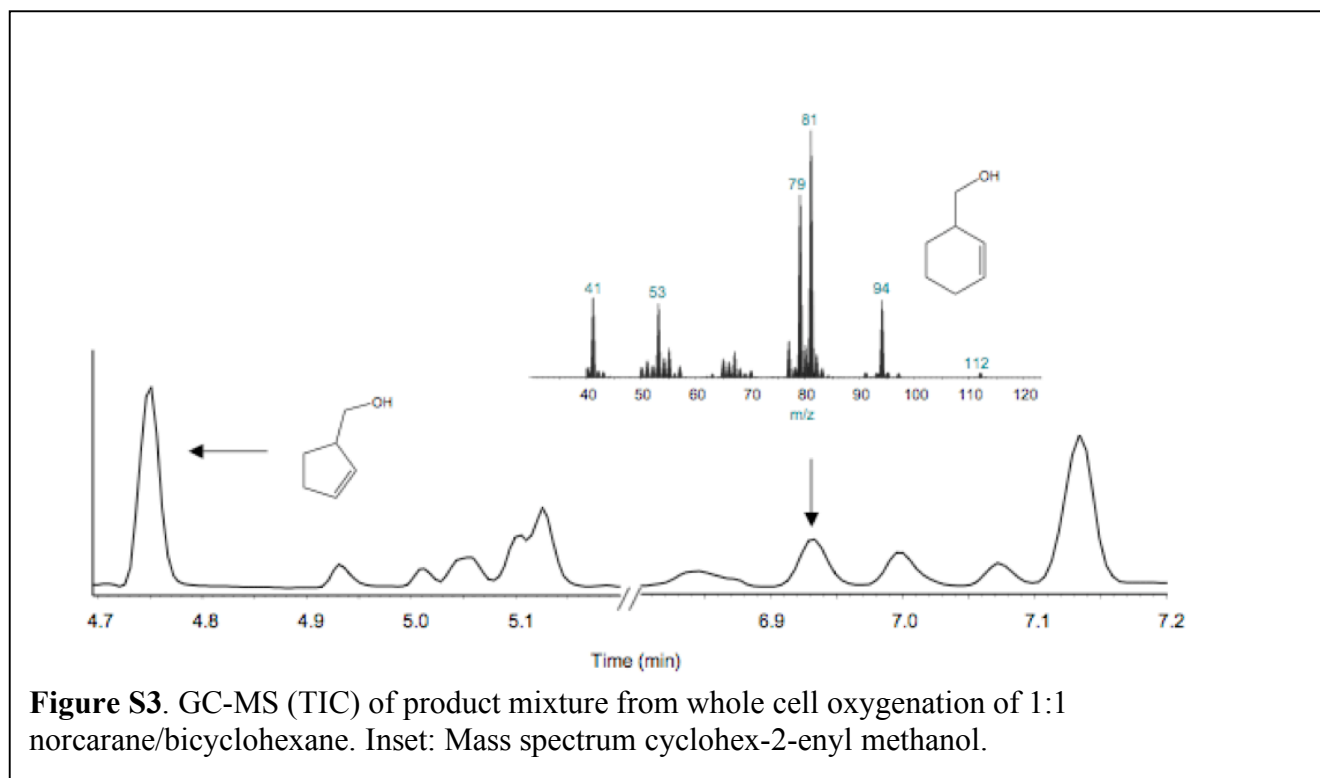 81
79
OH
41
53
94
112
40 50 60 70 80 90 100 110 120
m/z
OH
4.7 4.8 4.9 5.0 5.1 6.9 7.0 7.1 7.2
Time (min)
Figure S3. GC-MS (TIC) of product mixture from whole cell oxygenation of 1:1
norcarane/bicyclohexane. Inset: Mass spectrum cyclohex-2-enyl methanol.